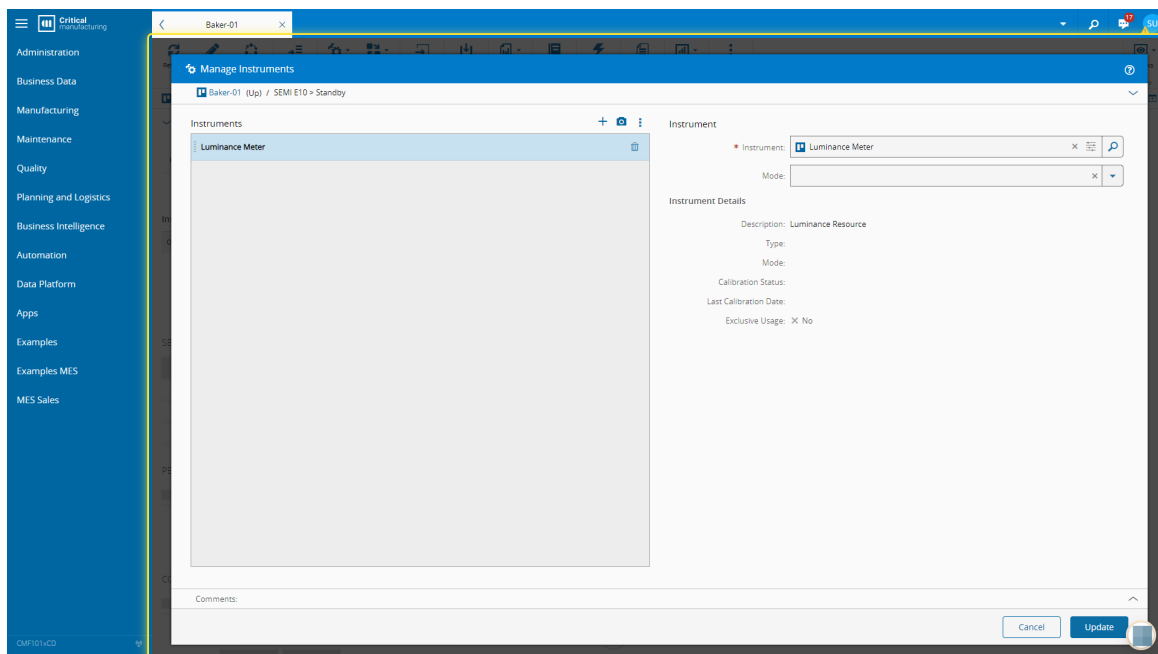 Critical
manufacturing
Baker-01
17
SU
Administration
Business Data
Manufacturing
Maintenance
Quality
Planning and Logistics
Business Intelligence
Automation
Data Platform
Apps
Examples
Examples MES
MES Sales
CMF101xCD
Manage Instruments
Baker-01 (Up) / SEMI E10 > Standby
Instruments
Luminance Meter
Instrument
* Instrument: Luminance Meter
Mode:
Instrument Details
Description: Luminance Resource
Type:
Mode:
Calibration Status:
Last Calibration Date:
Exclusive Usage: No
Comments:
Cancel
Update